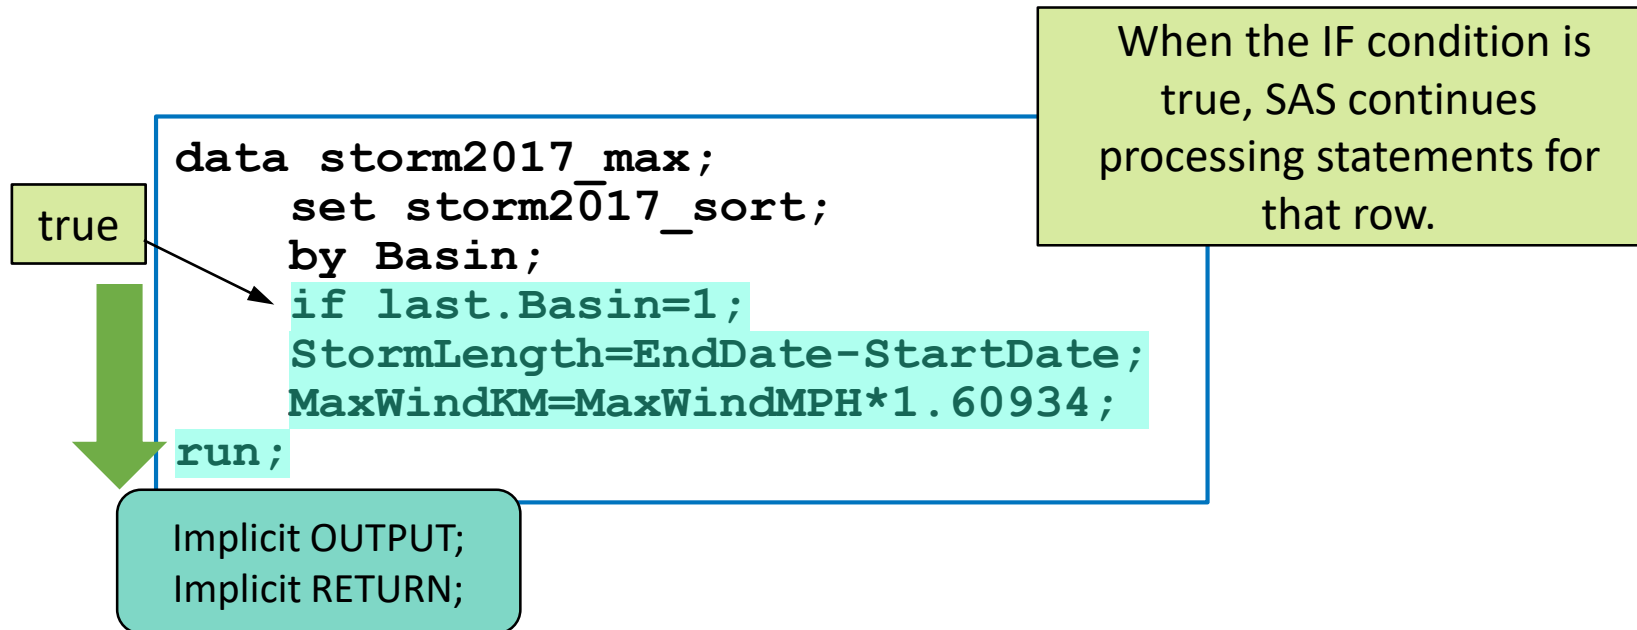 When the IF condition is
true, SAS continues
processing statements for
that row.
data storm2017_max;
set storm2017_sort;
by Basin;
true
if last.Basin=1;
StormLength=EndDate-StartDate;
MaxWindKM=MaxWindMPH*1.60934;
run;
Implicit OUTPUT;
Implicit RETURN;